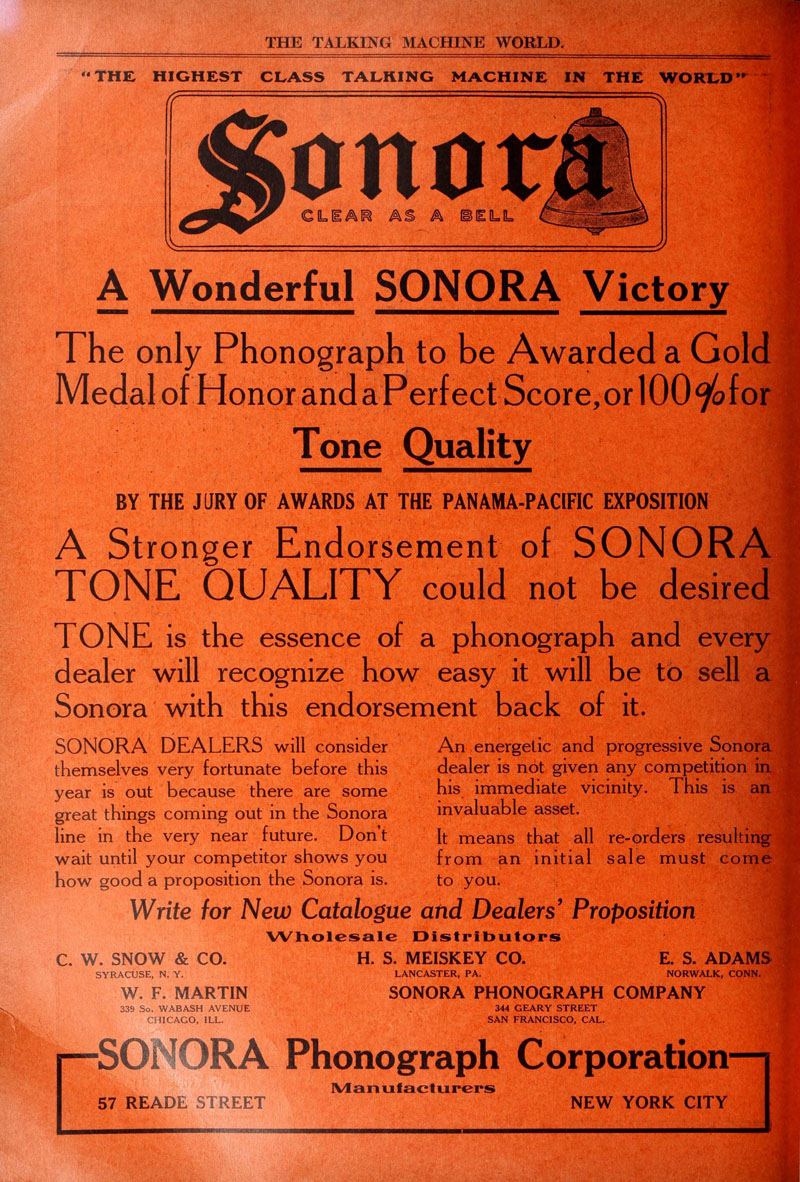 THE TALKING MACHINE WORLD.
"THE HIGHEST CLASS TALKING MACHINE IN THE WORLD"
Sonora
CLEAR AS A BELL
A Wonderful SONORA Victory
The only Phonograph to be Awarded a Gold
Medal of Honor and a Perfect Score, or 100% for
Tone Quality
BY THE JURY OF AWARDS AT THE PANAMA-PACIFIC EXPOSITION
A Stronger Endorsement of SONORA
TONE QUALITY could not be desired
TONE is the essence of a phonograph and every
dealer will recognize how easy it will be to sell a
Sonora with this endorsement back of it.
SONORA DEALERS will consider
themselves very fortunate before this
year is out because there are some
great things coming out in the Sonora
line in the very near future. Don't
wait until your competitor shows you
how good a proposition the Sonora is.
An energetic and progressive Sonora
dealer is not given any competition in
his immediate vicinity. This is an
invaluable asset.
It means that all re-orders resulting
from an initial sale must come
to you.
Write for New Catalogue and Dealers' Proposition
Wholesale Distributors
C. W. SNOW & CO.
SYRACUSE, N. Y.
H. S. MEISKEY CO.
LANCASTER, PA.
E. S. ADAMS
NORWALK, CONN.
W. F. MARTIN
339 So. WABASH AVENUE
CHICAGO, ILL.
SONORA PHONOGRAPH COMPANY
344 GEARY STREET
SAN FRANCISCO, CAL.
SONORA Phonograph Corporation
Manufacturers
57 READE STREET NEW YORK CITY